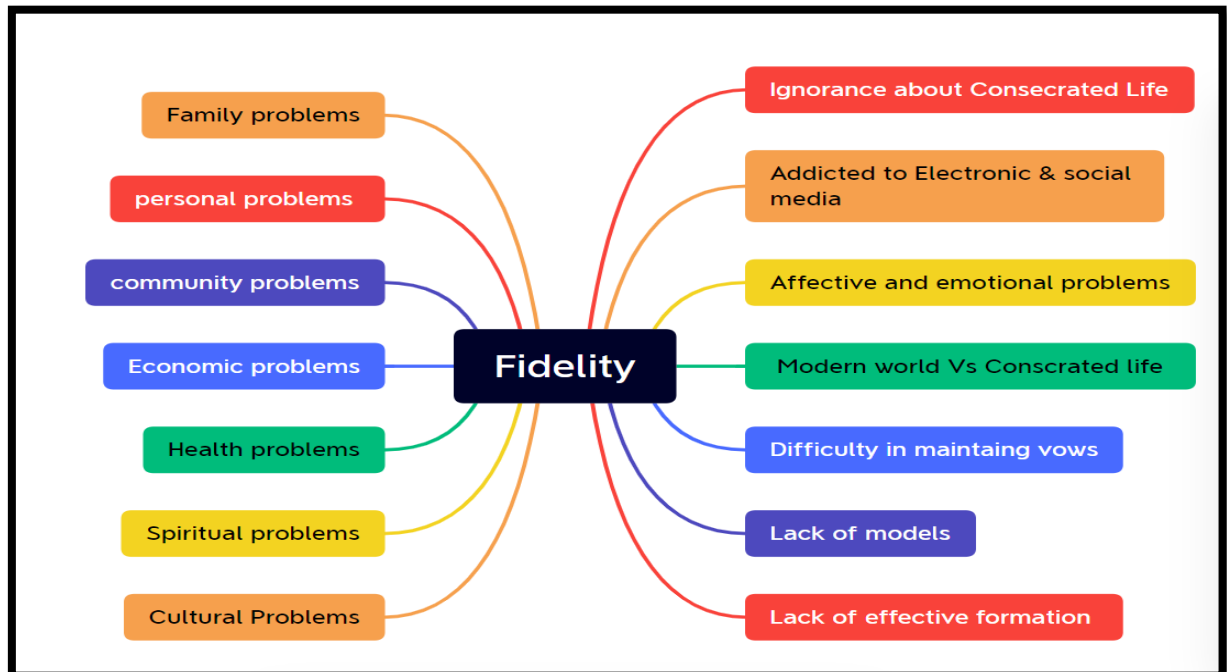 Family problems
personal problems
community problems
Economic problems
Health problems
Spiritual problems
Cultural Problems
Fidelity
Ignorance about Consecrated Life
Addicted to Electronic & social
media
Affective and emotional problems
Modern world Vs Conscrated life
Difficulty in maintaing vows
Lack of models
Lack of effective formation